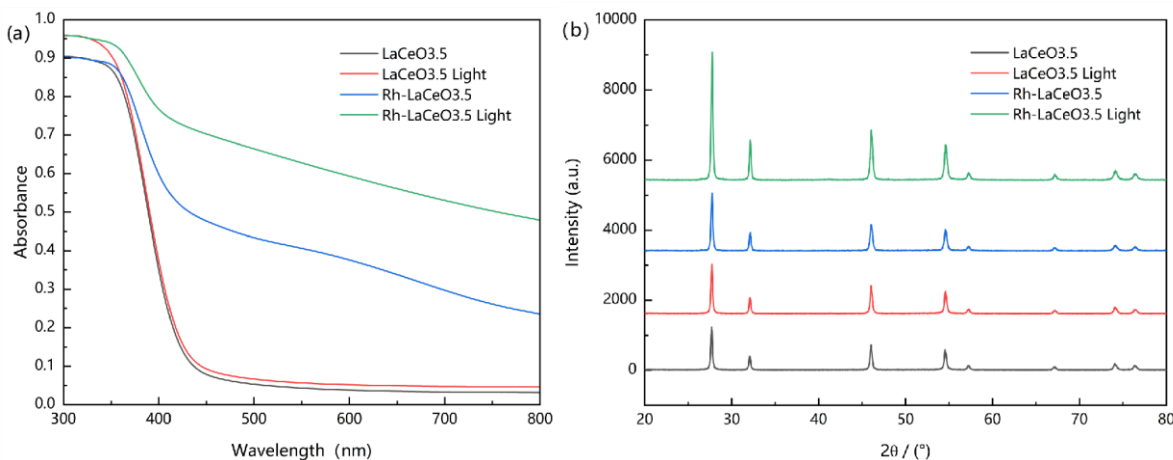 (a)
1.0
0.9
0.8
0.7
0.6
0.5
0.4
0.3
0.2
0.1
0.0
Absorbance
LaCeO3.5
LaCeO3.5 Light
Rh-LaCeO3.5
Rh-LaCeO3.5 Light
300 400 500 600 700 800
Wavelength (nm)
(b)
10000
8000
6000
4000
2000
0
Intensity (a.u.)
LaCeO3.5
LaCeO3.5 Light
Rh-LaCeO3.5
Rh-LaCeO3.5 Light
20 30 40 50 60 70 80
2θ / (°)